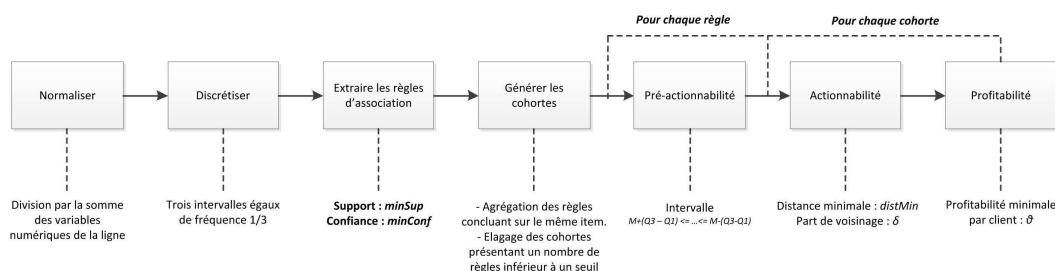 Pour chaque règle
Pour chaque cohorte
Normaliser
Discrétiser
Extraire les règles
d'association
Générer les
cohortes
Pré-actionnabilité
Actionnabilité
Profitabilité
Division par la somme
des variables
numériques de la ligne
Trois intervalles égaux
de fréquence 1/3
Support : minSup
Confiance : minConf
- Agrégation des règles
concluant sur le même item.
- Elagage des cohortes
présentant un nombre de
règles inférieur à un seuil
Intervalle
M+(Q3 – Q1) <= ...<= M-(Q3-Q1)
Distance minimale : distMin
Part de voisinage : δ
Profitabilité minimale
par client : ϑ